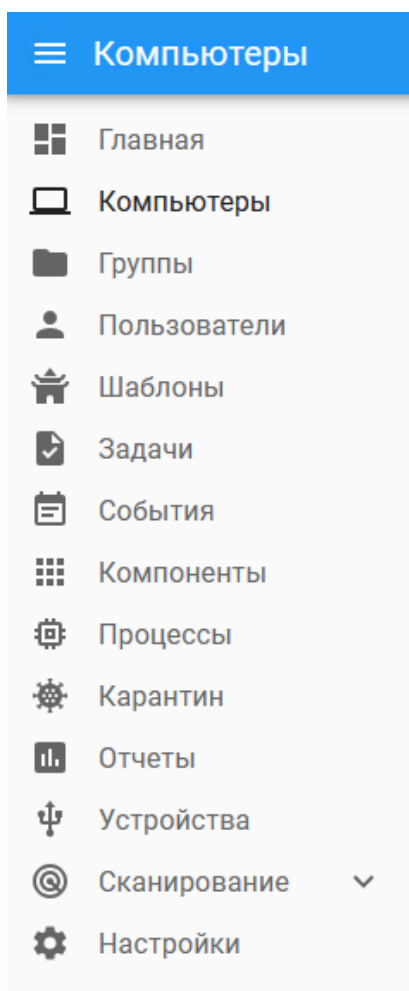 Компьютеры
Главная
Компьютеры
Группы
Пользователи
Шаблоны
Задачи
События
Компоненты
Процессы
Карантин
Отчеты
Устройства
Сканирование
Настройки